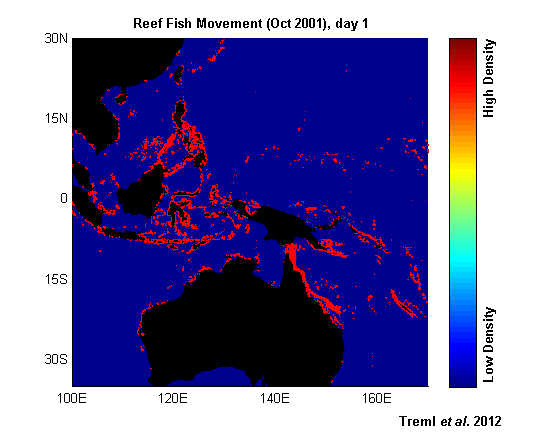 Reef Fish Movement (Oct 2001), day 1
30N
15N
0
15S
30S
100E 120E 140E 160E
High Density
Low Density
Treml et al. 2012